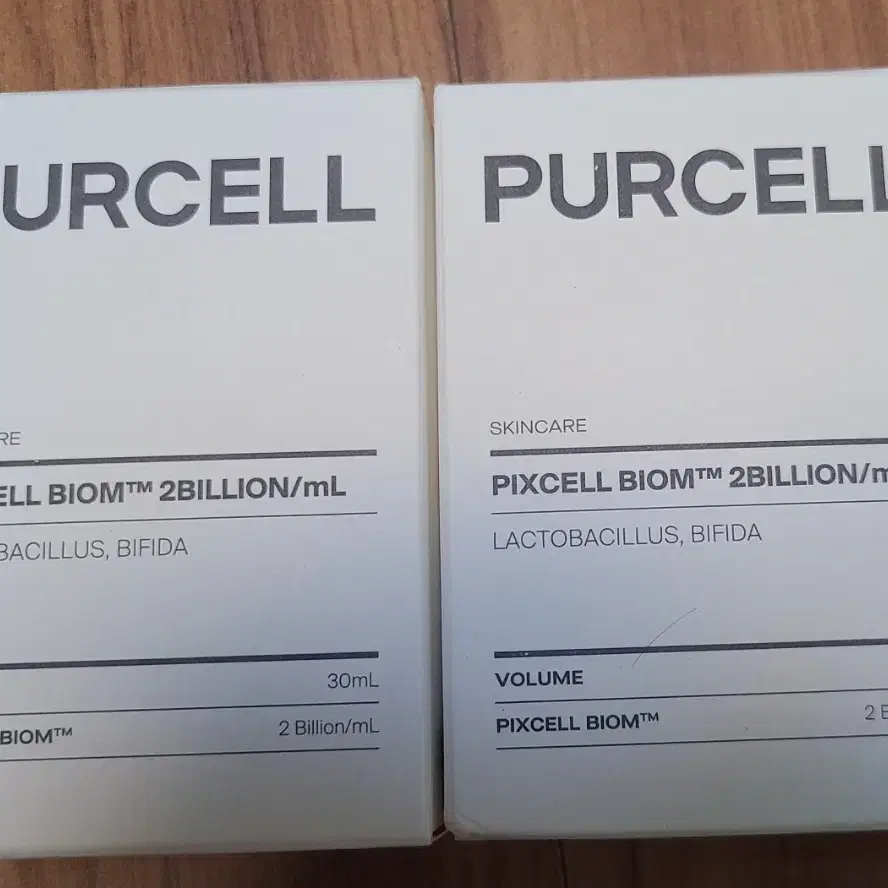 URCELL
RE
ELL BIOM™ 2BILLION/mL
BACILLUS, BIFIDA
30mL
BIOM™ 2 Billion/mL
PURCELL
SKINCARE
PIXCELL BIOM™ 2BILLION/m
LACTOBACILLUS, BIFIDA
VOLUME
PIXCELL BIOM™ 2 B